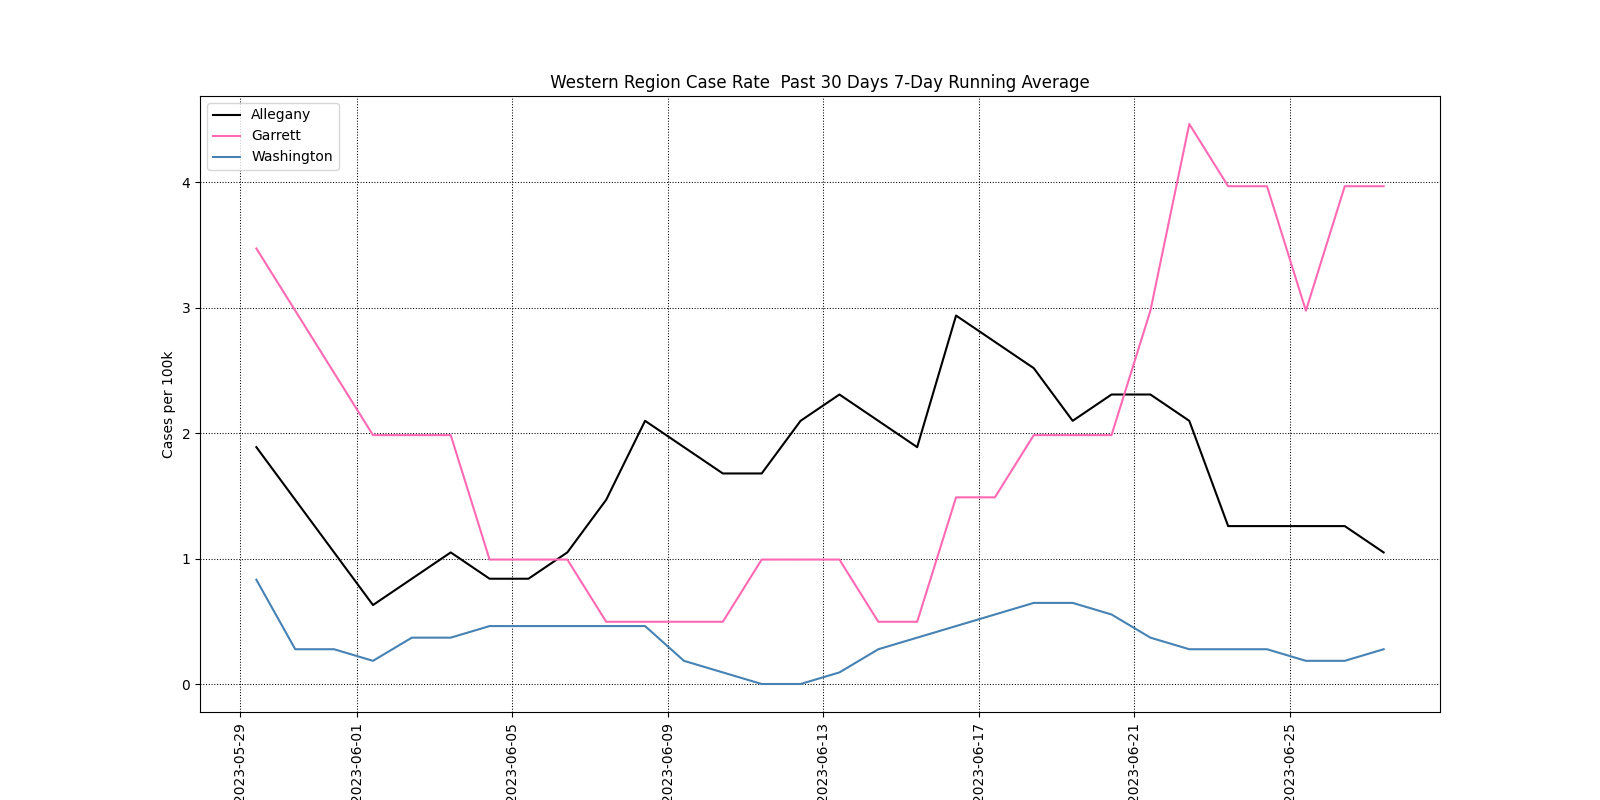 Western Region Case Rate  Past 30 Days 7-Day Running Average
Allegany
Garrett
Washington
Cases per 100k
4
3
2
1
0
2023-05-29
2023-06-01
2023-06-05
2023-06-09
2023-06-13
2023-06-17
2023-06-21
2023-06-25